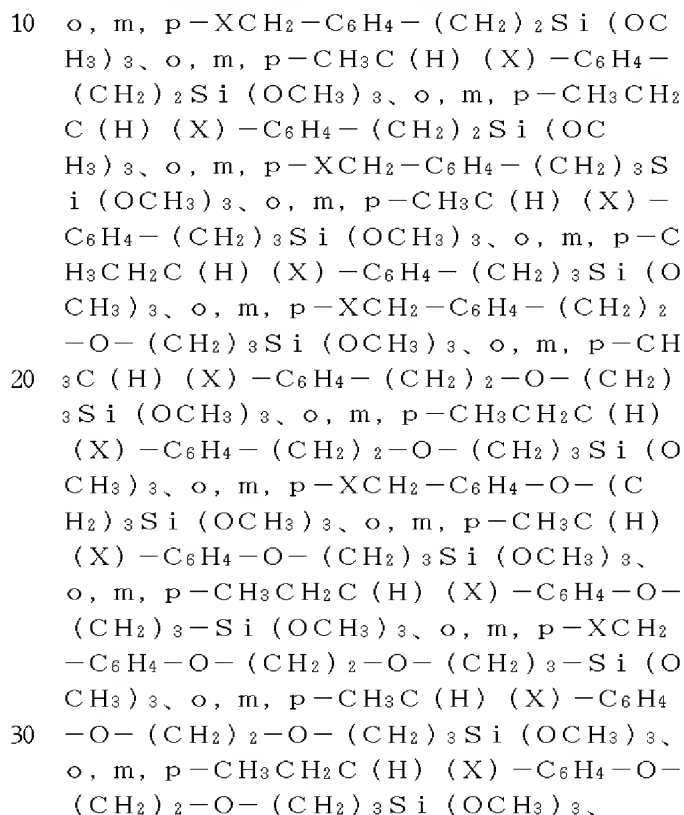 10 o, m, p－XCH₂－C₆H₄－(CH₂)₂Si(OC
H₃)₃、o, m, p－CH₃C(H)(X)－C₆H₄－
(CH₂)₂Si(OCH₃)₃、o, m, p－CH₃CH₂
C(H)(X)－C₆H₄－(CH₂)₂Si(OC
H₃)₃、o, m, p－XCH₂－C₆H₄－(CH₂)₃S
i(OCH₃)₃、o, m, p－CH₃C(H)(X)－
C₆H₄－(CH₂)₃Si(OCH₃)₃、o, m, p－C
H₃CH₂C(H)(X)－C₆H₄－(CH₂)₃Si(O
CH₃)₃、o, m, p－XCH₂－C₆H₄－(CH₂)₂
－O－(CH₂)₃Si(OCH₃)₃、o, m, p－CH
20 ₃C(H)(X)－C₆H₄－(CH₂)₂－O－(CH₂)
₃Si(OCH₃)₃、o, m, p－CH₃CH₂C(H)
(X)－C₆H₄－(CH₂)₂－O－(CH₂)₃Si(O
CH₃)₃、o, m, p－XCH₂－C₆H₄－O－(C
H₂)₃Si(OCH₃)₃、o, m, p－CH₃C(H)
(X)－C₆H₄－O－(CH₂)₃Si(OCH₃)₃、
o, m, p－CH₃CH₂C(H)(X)－C₆H₄－O－
(CH₂)₃－Si(OCH₃)₃、o, m, p－XCH₂
－C₆H₄－O－(CH₂)₂－O－(CH₂)₃－Si(O
CH₃)₃、o, m, p－CH₃C(H)(X)－C₆H₄
30 －O－(CH₂)₂－O－(CH₂)₃Si(OCH₃)₃、
o, m, p－CH₃CH₂C(H)(X)－C₆H₄－O－
(CH₂)₂－O－(CH₂)₃Si(OCH₃)₃、